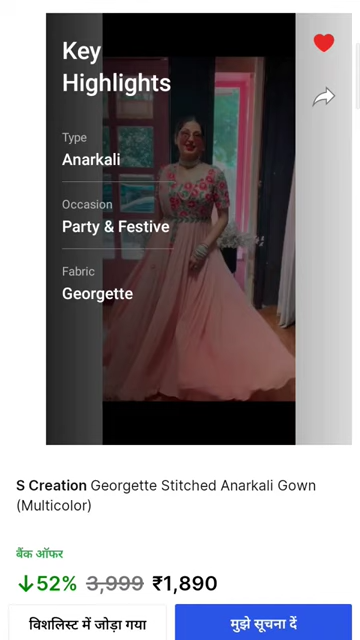 Key
Highlights
Type
Anarkali
Occasion
Party & Festive
Fabric
Georgette
S Creation Georgette Stitched Anarkali Gown
(Multicolor)
बैंक ऑफर
↓52% 3,999 ₹1,890
विशलिस्ट में जोड़ा गया
मुझे सूचना दें